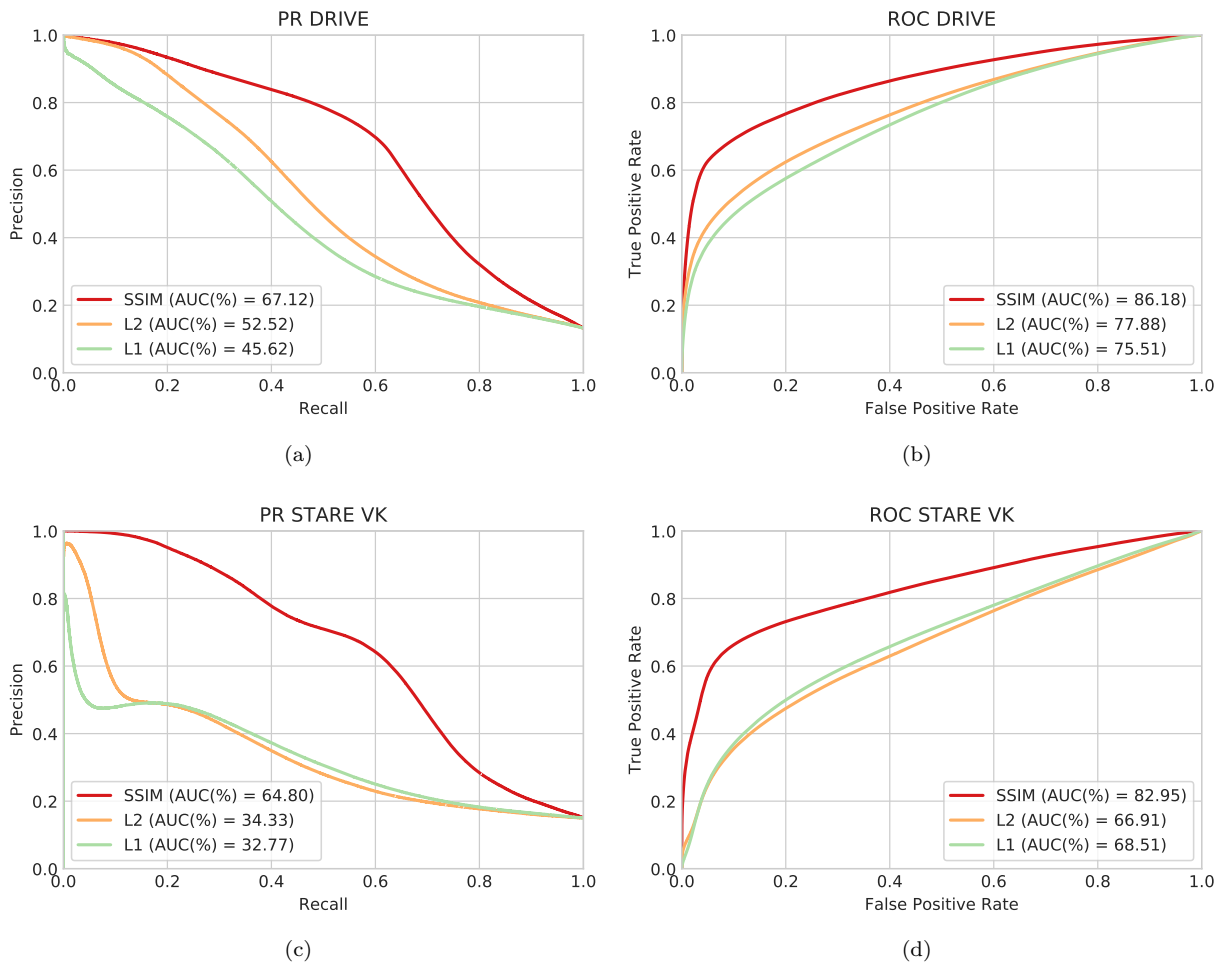 PR DRIVE
1.0
0.8
0.6
0.4
0.2
0.0
Precision
SSIM (AUC(%) = 67.12)
L2 (AUC(%) = 52.52)
L1 (AUC(%) = 45.62)
0.0 0.2 0.4 0.6 0.8 1.0
Recall
(a)
ROC DRIVE
1.0
0.8
0.6
0.4
0.2
0.0
True Positive Rate
SSIM (AUC(%) = 86.18)
L2 (AUC(%) = 77.88)
L1 (AUC(%) = 75.51)
0.0 0.2 0.4 0.6 0.8 1.0
False Positive Rate
(b)
PR STARE VK
1.0
0.8
0.6
0.4
0.2
0.0
Precision
SSIM (AUC(%) = 64.80)
L2 (AUC(%) = 34.33)
L1 (AUC(%) = 32.77)
0.0 0.2 0.4 0.6 0.8 1.0
Recall
(c)
ROC STARE VK
1.0
0.8
0.6
0.4
0.2
0.0
True Positive Rate
SSIM (AUC(%) = 82.95)
L2 (AUC(%) = 66.91)
L1 (AUC(%) = 68.51)
0.0 0.2 0.4 0.6 0.8 1.0
False Positive Rate
(d)